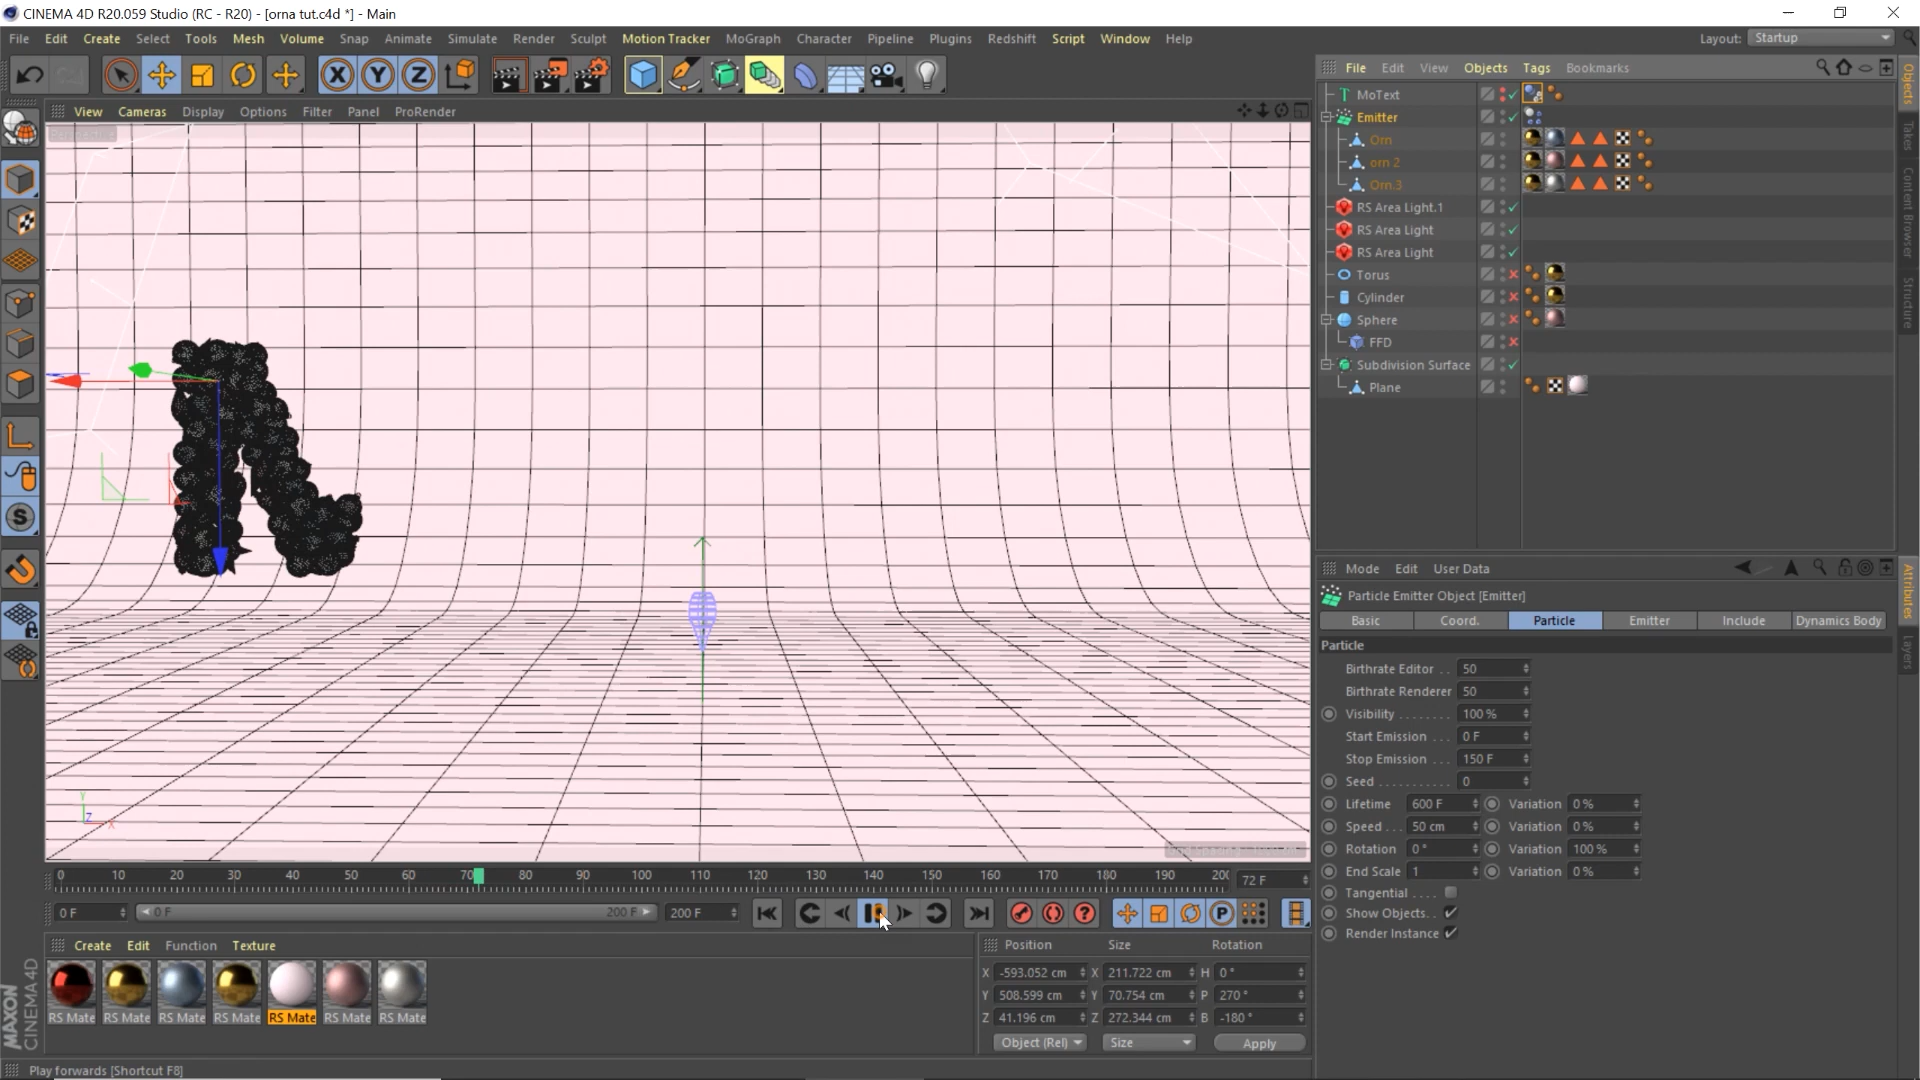 CINEMA 4D R20.059 Studio (RC - R20) - [orna tut.c4d *] - Main
File Edit Create Select Tools Mesh Volume Snap Animate Simulate Render Sculpt Motion Tracker MoGraph Character Pipeline Plugins Redshift Script Window Help Layout: Startup
X Y Z
File Edit View Objects Tags Bookmarks
View Cameras Display Options Filter Panel ProRender
MoText
Emitter
Orn
orn 2
Orn.3
RS Area Light.1
RS Area Light
RS Area Light
Torus
Cylinder
Sphere
FFD
Subdivision Surface
Plane
Objects
Takes
Content Browser
Structure
Mode Edit User Data
Particle Emitter Object [Emitter]
Basic Coord. Particle Emitter Include Dynamics Body
Particle
Birthrate Editor . . 50
Birthrate Renderer 50
Visibility . . . . . . . . 100 %
Start Emission . . . 0 F
Stop Emission . . . 150 F
Seed . . . . . . . . . . . 0
Lifetime 600 F Variation 0 %
Speed . . . 50 cm Variation 0 %
Rotation 0 ° Variation 100 %
End Scale 1 Variation 0 %
Tangential . . . .
Show Objects. .
Render Instance
Attributes
Layers
Y
Z X
0 10 20 30 40 50 60 70 80 90 100 110 120 130 140 150 160 170 180 190 200 72 F
0 F 0 F 200 F 200 F
Create Edit Function Texture
RS Mate RS Mate RS Mate RS Mate RS Mate RS Mate RS Mate
Position Size Rotation
X -593.052 cm X 211.722 cm H 0 °
Y 508.599 cm Y 70.754 cm P 270 °
Z 41.196 cm Z 272.344 cm B -180 °
Object (Rel) Size Apply
MAXON
CINEMA 4D
Play forwards [Shortcut F8]